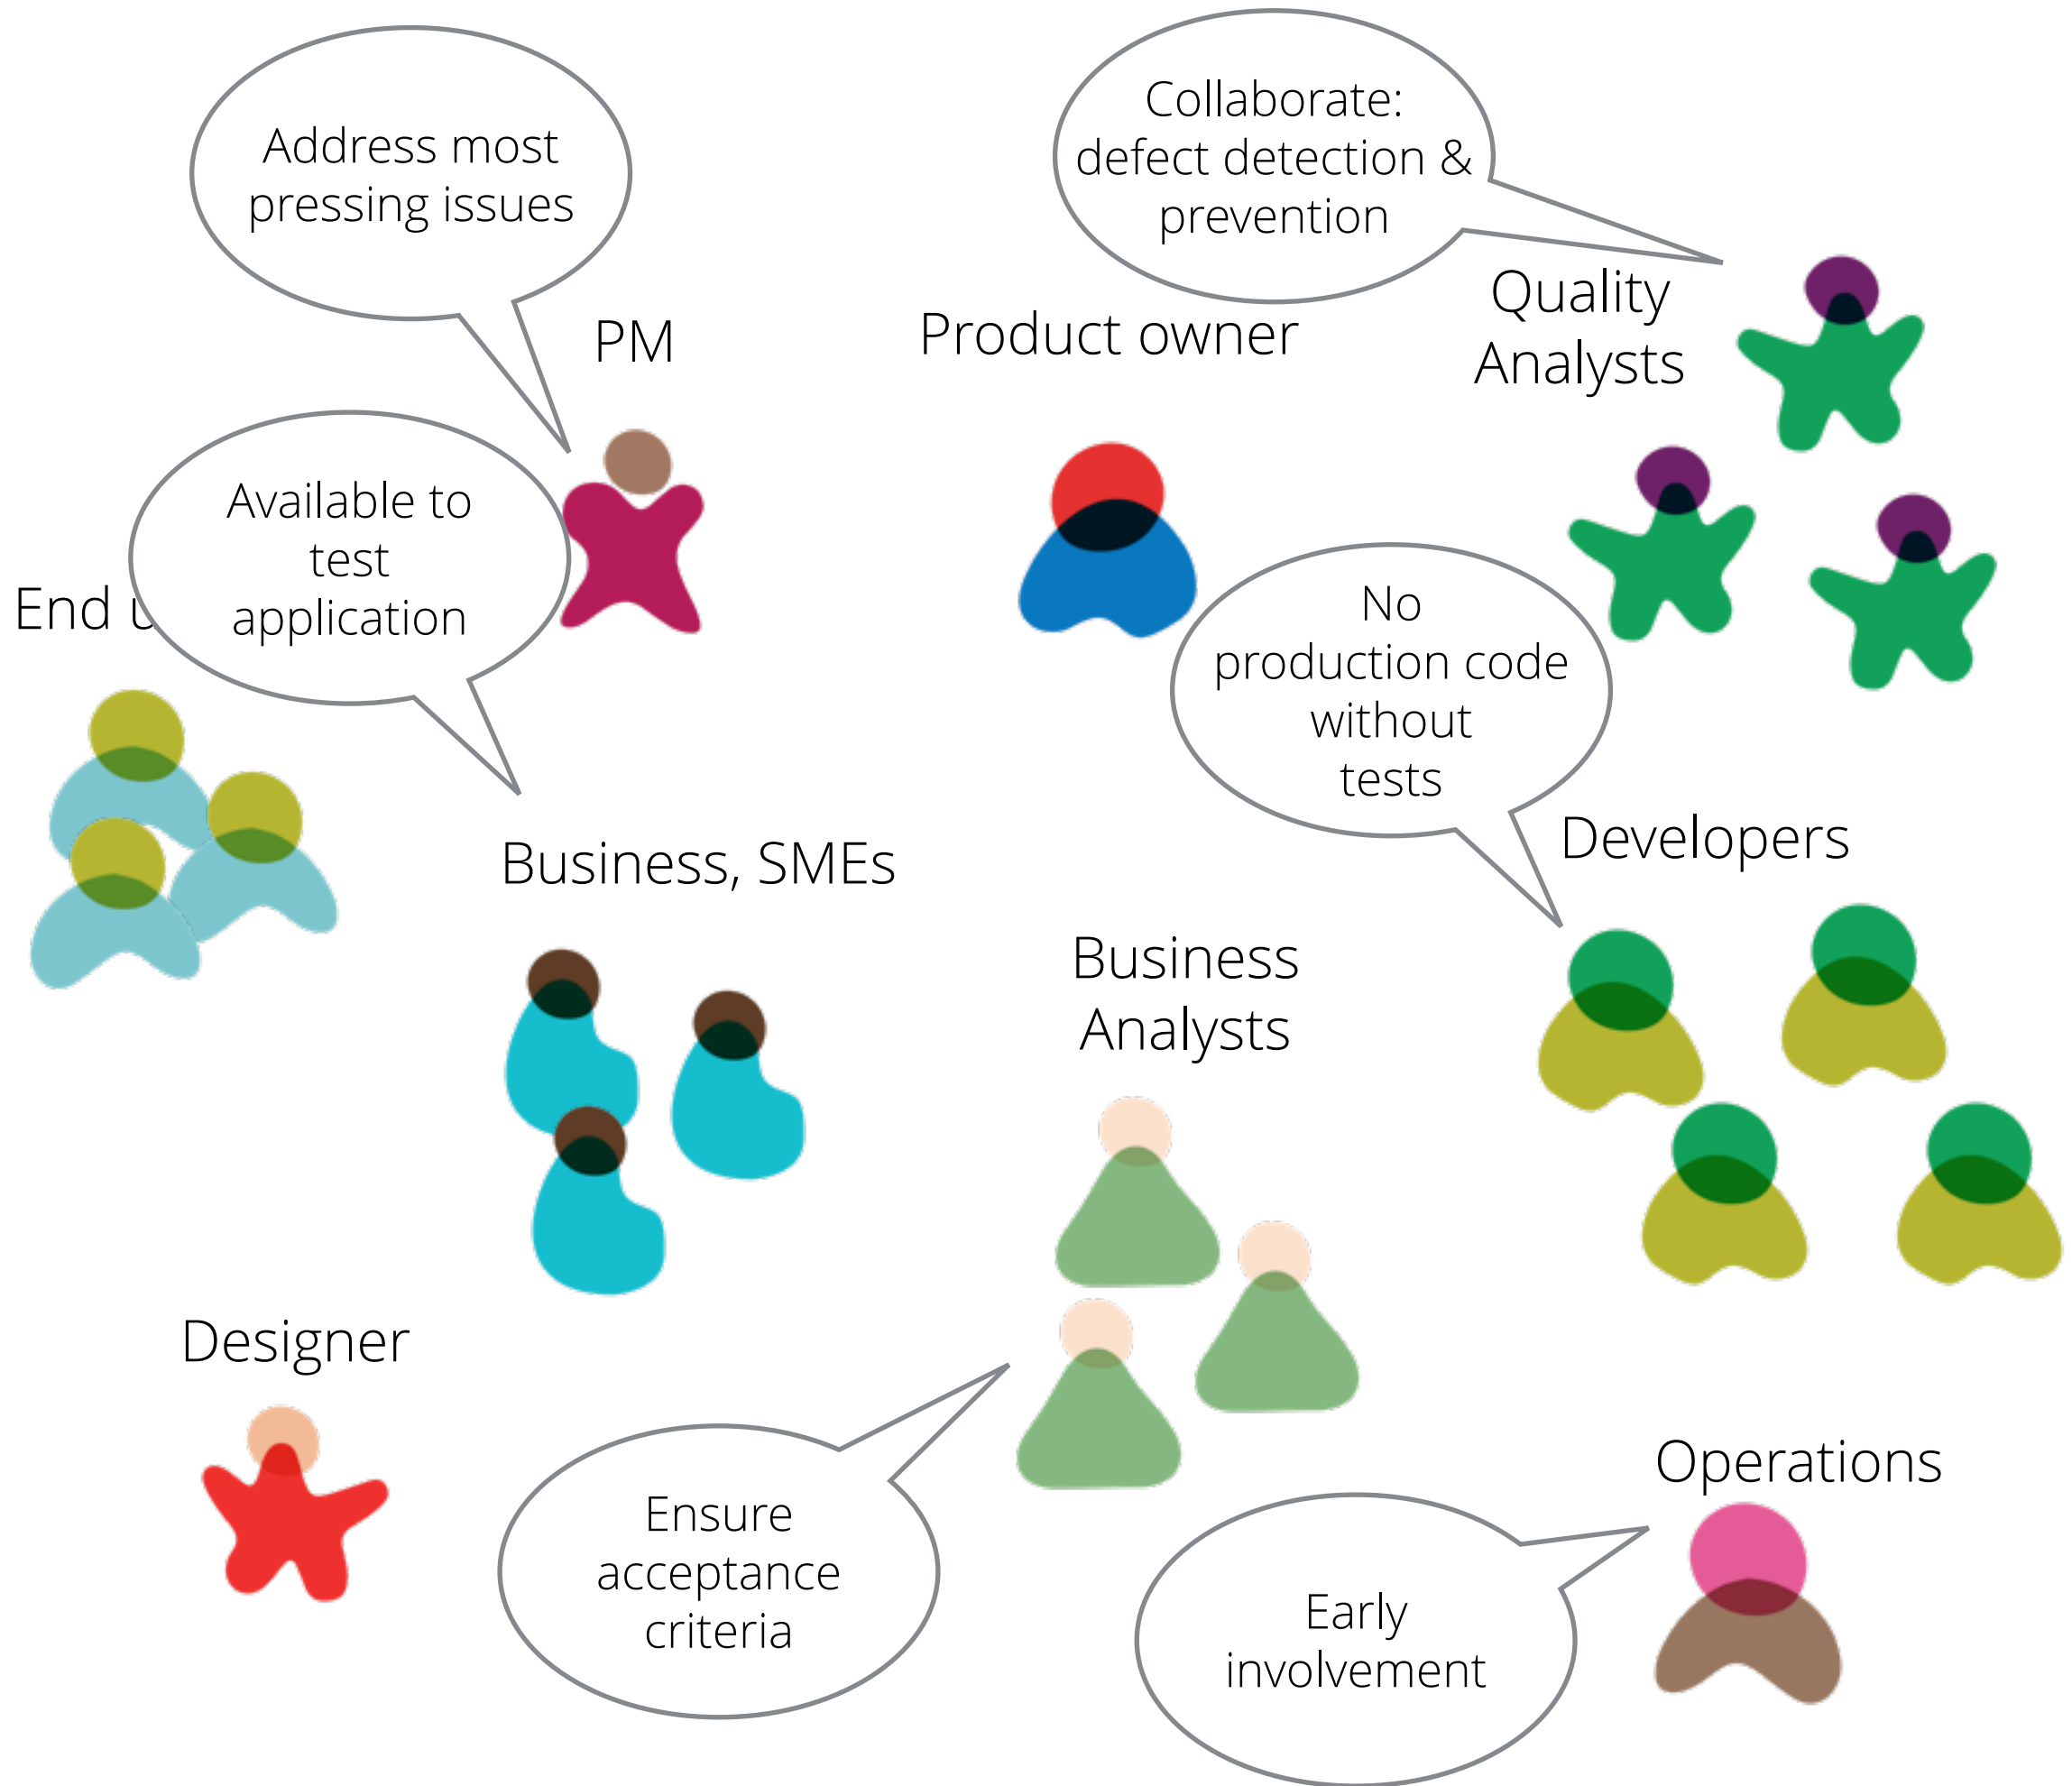 Address most
pressing issues
Collaborate:
defect detection &
prevention
PM
Product owner
Quality
Analysts
Available to
test
application
End
No
production code
without
tests
Developers
Business, SMEs
Business
Analysts
Designer
Ensure
acceptance
criteria
Operations
Early
involvement